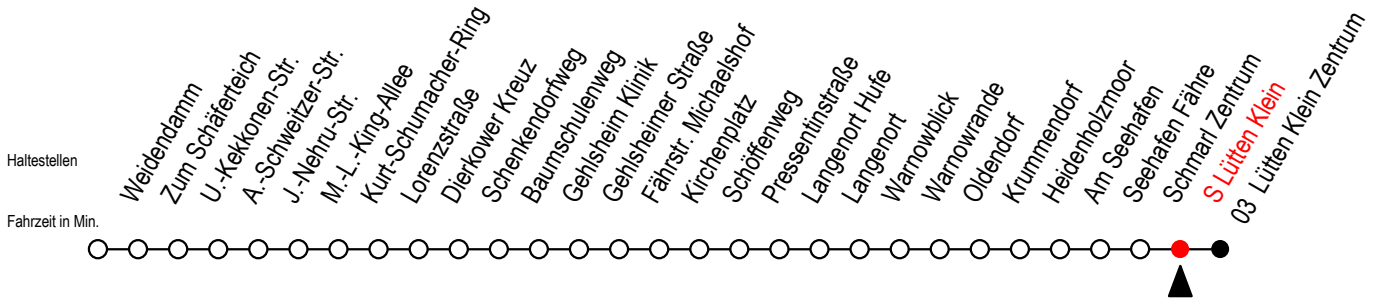 Weidendamm
Zum Schäferteich
U.-Kekkonen-Str.
A.-Schweitzer-Str.
J.-Nehru-Str.
M.-L.-King-Allee
Kurt-Schumacher-Ring
Lorenzstraße
Dierkower Kreuz
Schenkendorfweg
Baumschulenweg
Gehlsheim Klinik
Gehlsheimer Straße
Fährstr. Michaelshof
Kirchenplatz
Schöffenweg
Pressentinstraße
Langenort Hufe
Langenort
Warnowblick
Warnowrande
Oldendorf
Krummendorf
Heidenholzmoor
Am Seehafen
Seehafen Fähre
Schmarl Zentrum
S Lütten Klein
03 Lütten Klein Zentrum
Haltestellen
Fahrzeit in Min.